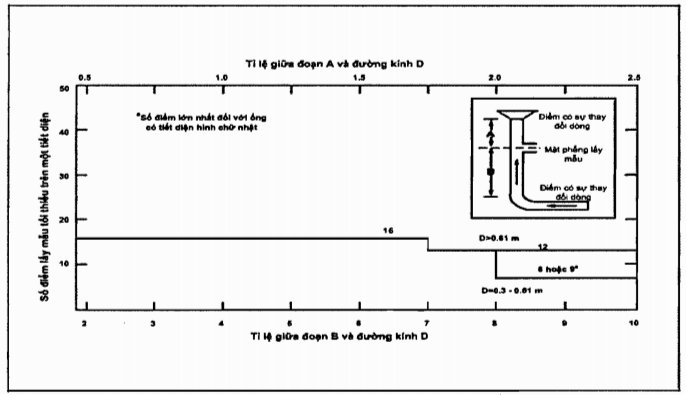 Tỉ lệ giữa đoạn A và đường kính D
0.5 1.0 1.5 2.0 2.5
50
40
30
20
10
Số điểm lấy mẫu tối thiểu trên một tiết diện
ªSố điểm lớn nhất đối với ống
có tiết diện hình chữ nhật
Điểm có sự thay
đổi dòng
A
Mặt phẳng lấy
mẫu
B
Điểm có sự thay
đổi dòng
16
D>0.61 m
12
8 hoặc 9ª
D=0.3 - 0.61 m
2 3 4 5 6 7 8 9 10
Tỉ lệ giữa đoạn B và đường kính D